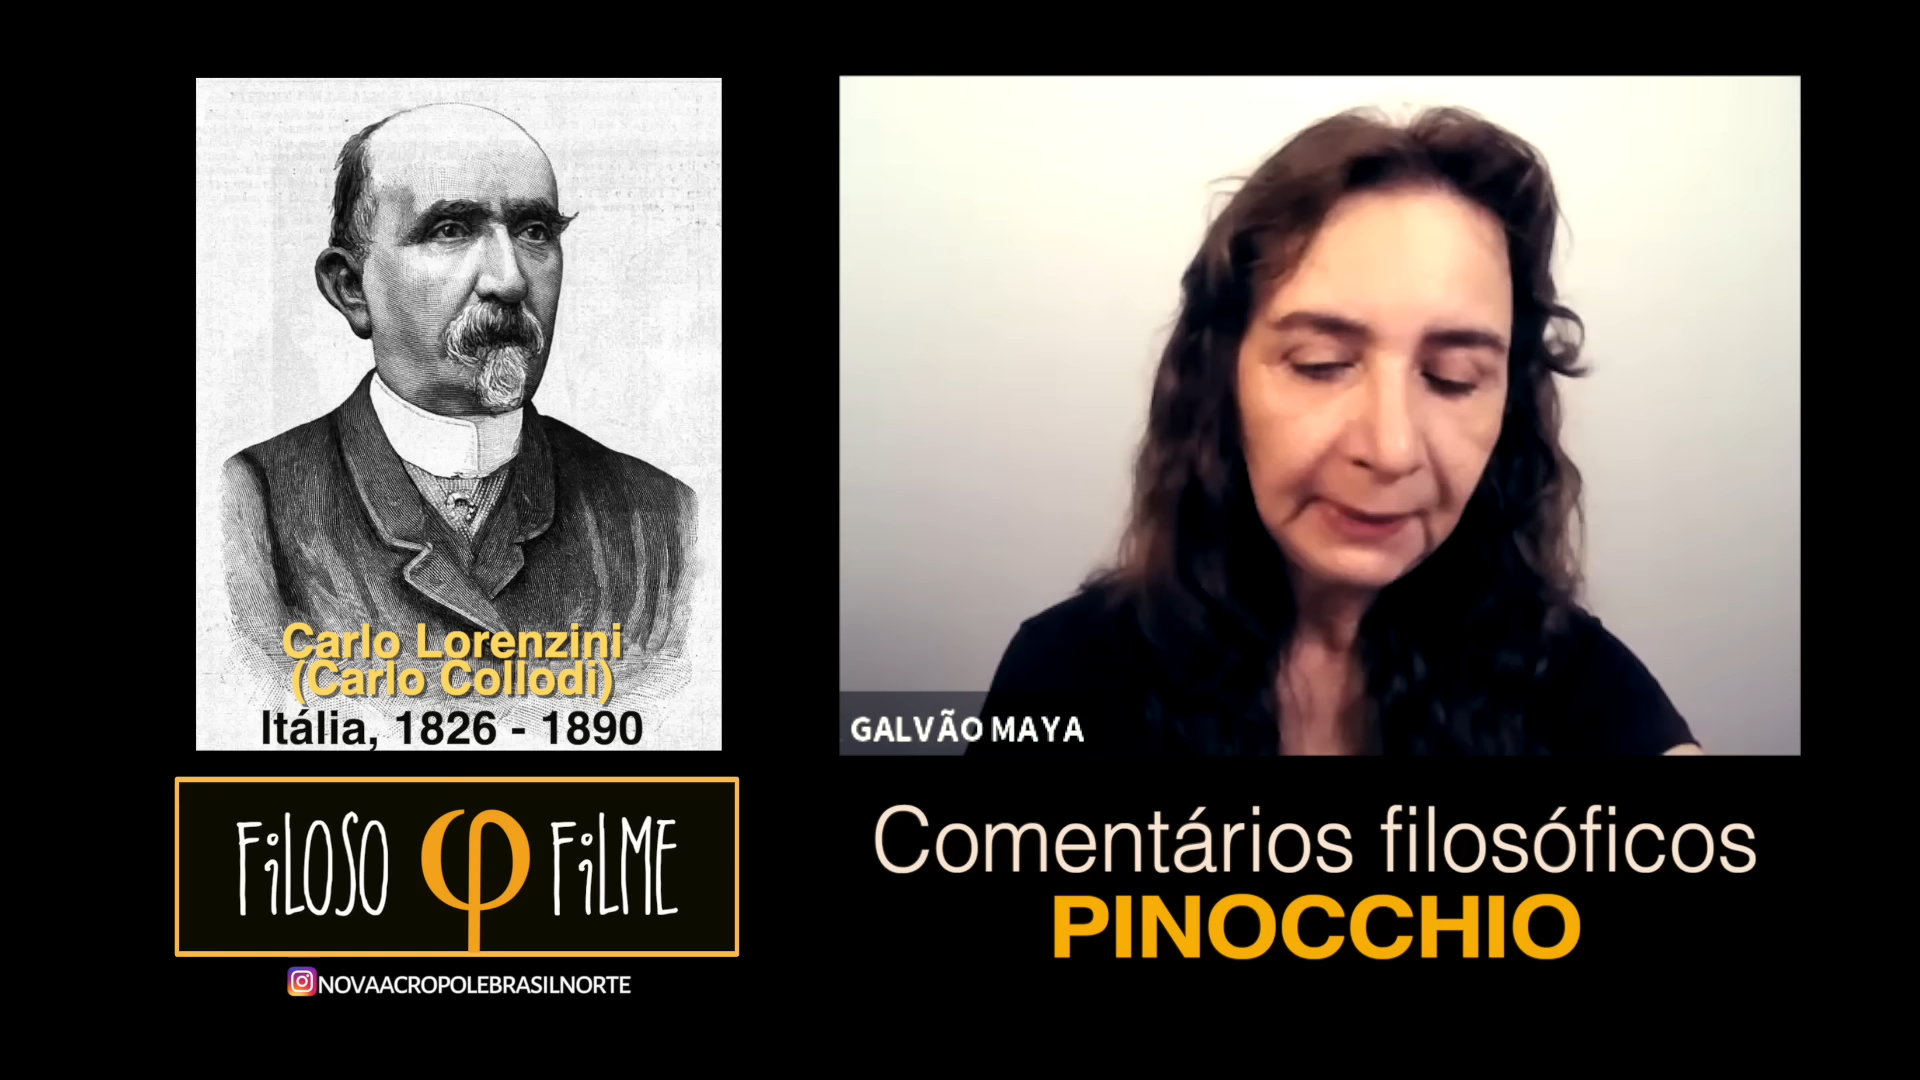 Carlo Lorenzini
(Carlo Collodi)
Itália, 1826 - 1890
FiLOSO φ FiLME
NOVAACROPOLEBRASILNORTE
GALVÃO MAYA
Comentários filosóficos
PINOCCHIO